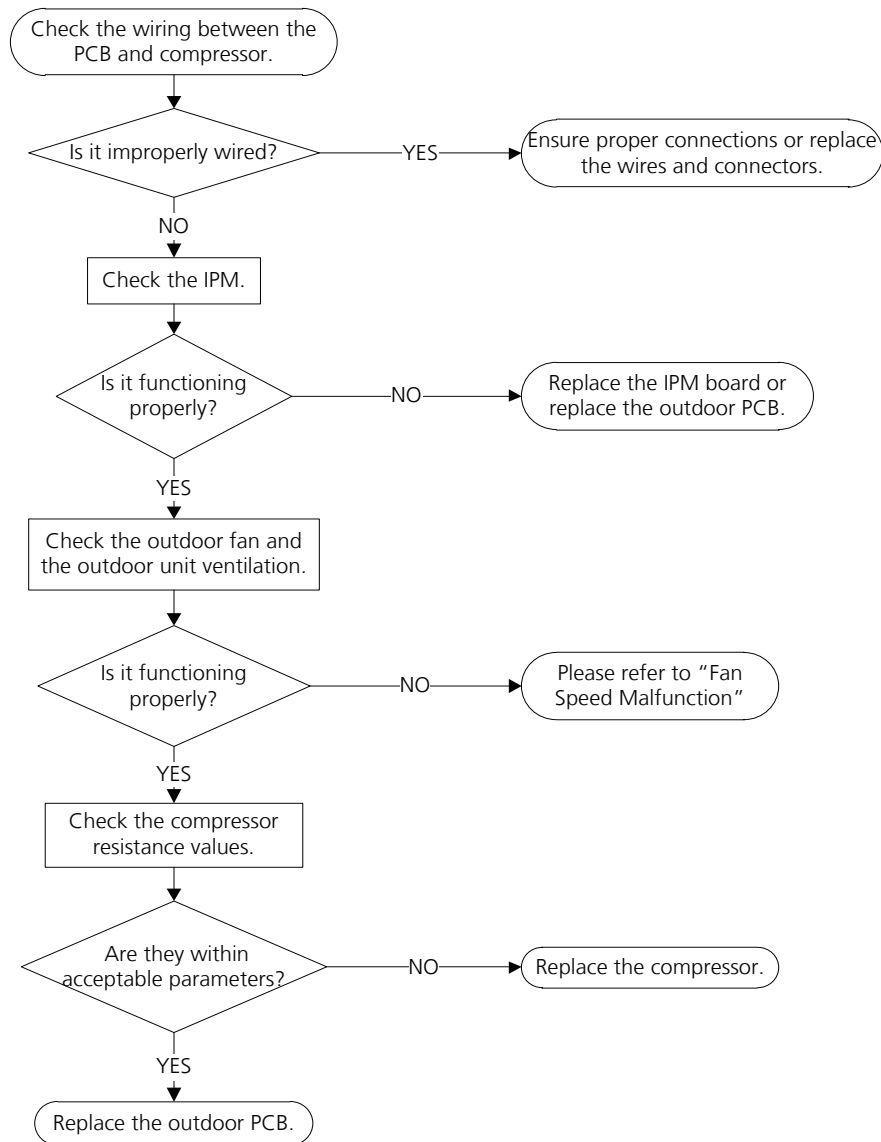 Check the wiring between the
PCB and compressor.
Is it improperly wired?
YES
Ensure proper connections or replace
the wires and connectors.
NO
Check the IPM.
Is it functioning
properly?
NO
Replace the IPM board or
replace the outdoor PCB.
YES
Check the outdoor fan and
the outdoor unit ventilation.
Is it functioning
properly?
NO
Please refer to “Fan
Speed Malfunction”
YES
Check the compressor
resistance values.
Are they within
acceptable parameters?
NO
Replace the compressor.
YES
Replace the outdoor PCB.